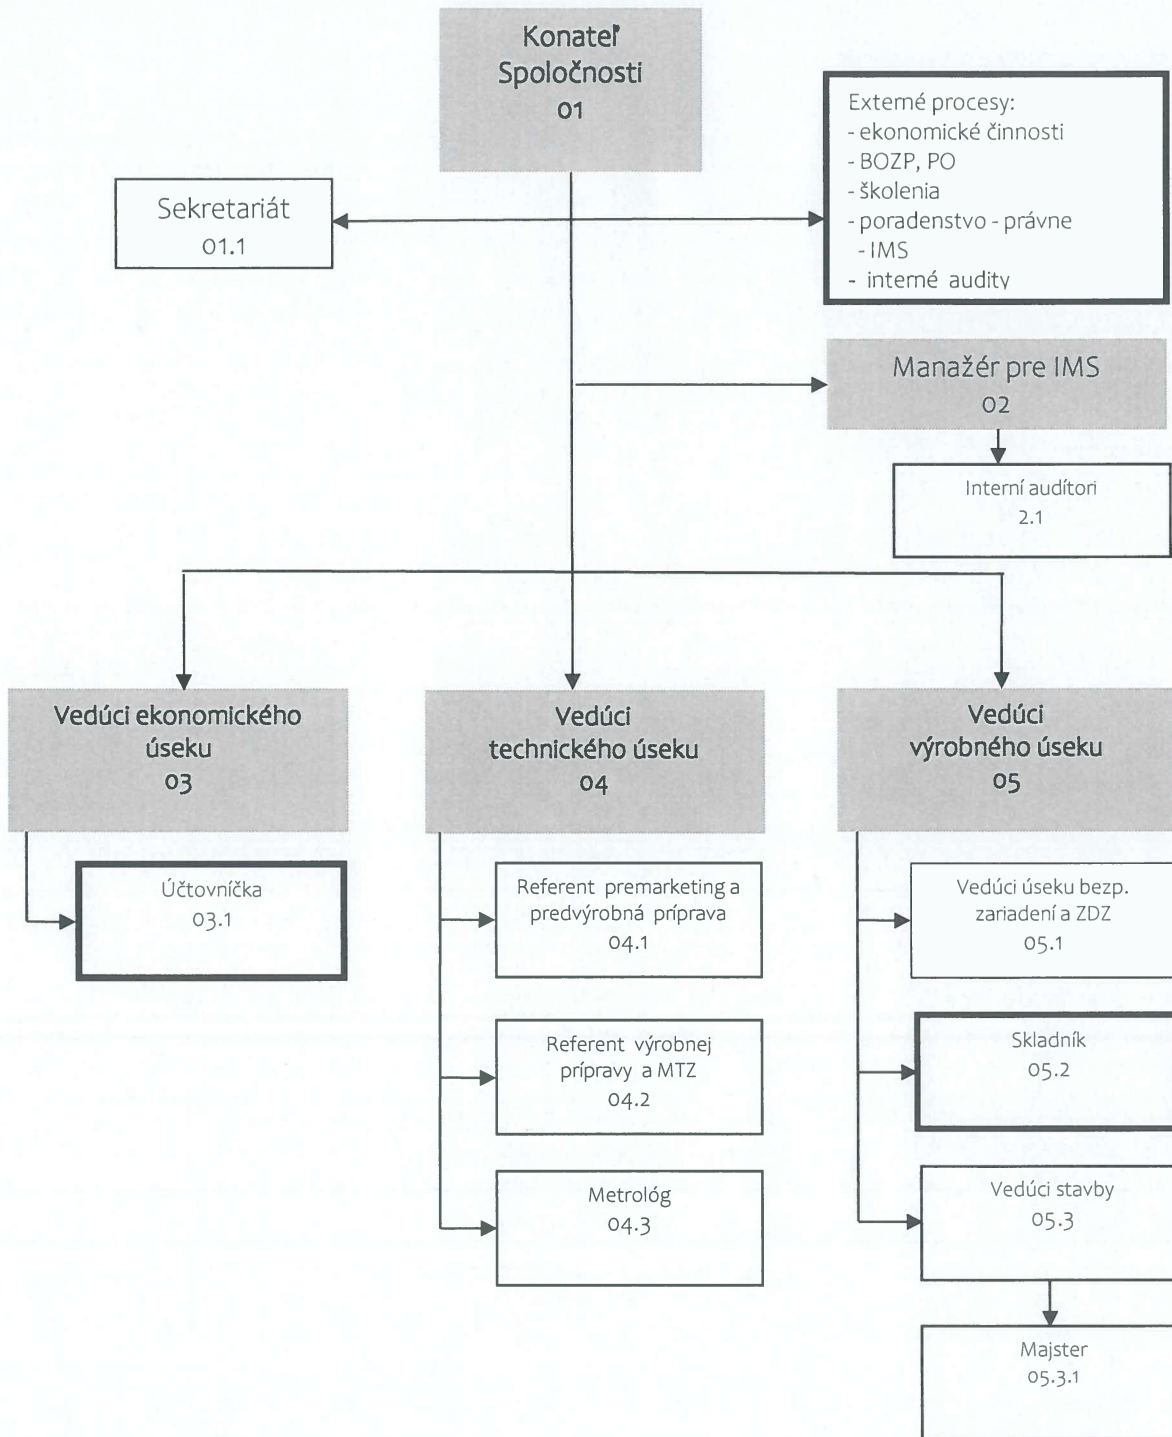 Konateľ
Spoločnosti
01
Externé procesy:
- ekonomické činnosti
- BOZP, PO
- školenia
- poradenstvo - právne
- IMS
- interné audity
Sekretariát
01.1
Manažér pre IMS
02
Interní audítori
2.1
Vedúci ekonomického
úseku
03
Vedúci
technického úseku
04
Vedúci
výrobného úseku
05
Účtovníčka
03.1
Referent premarketing a
predvýrobná príprava
04.1
Vedúci úseku bezp.
zariadení a ZDZ
05.1
Referent výrobnej
prípravy a MTZ
04.2
Skladník
05.2
Metrológ
04.3
Vedúci stavby
05.3
Majster
05.3.1